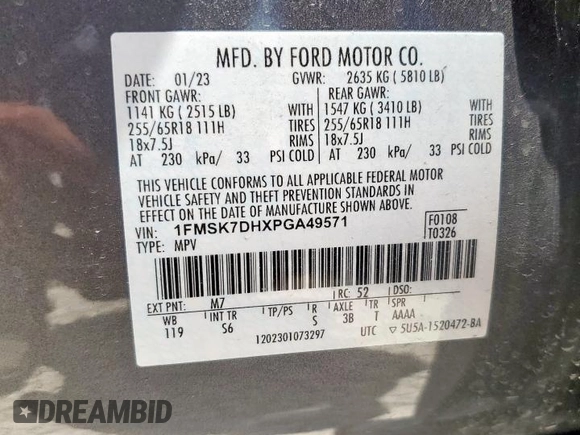 MFD. BY FORD MOTOR CO.
DATE: 01/23 GVWR: 2635 KG ( 5810 LB)
FRONT GAWR: REAR GAWR:
1141 KG ( 2515 LB) WITH 1547 KG ( 3410 LB) WITH
255/65R18 111H TIRES 255/65R18 111H TIRES
18x7.5J RIMS 18x7.5J RIMS
AT 230 kPa/ 33 PSI COLD AT 230 kPa/ 33 PSI COLD
THIS VEHICLE CONFORMS TO ALL APPLICABLE FEDERAL MOTOR
VEHICLE SAFETY AND THEFT PREVENTION STANDARDS IN
EFFECT ON THE DATE OF MANUFACTURE SHOWN ABOVE.
VIN: 1FMSK7DHXPGA49571 F0108
TYPE: MPV T0326
EXT PNT: M7 RC: 52 DSO:
WB INT TR TP/PS R AXLE TR SPR
119 S6 S 3B T AAAA
1202301073297 UTC ▽ 5U5A-1520472-BA
DREAMBID